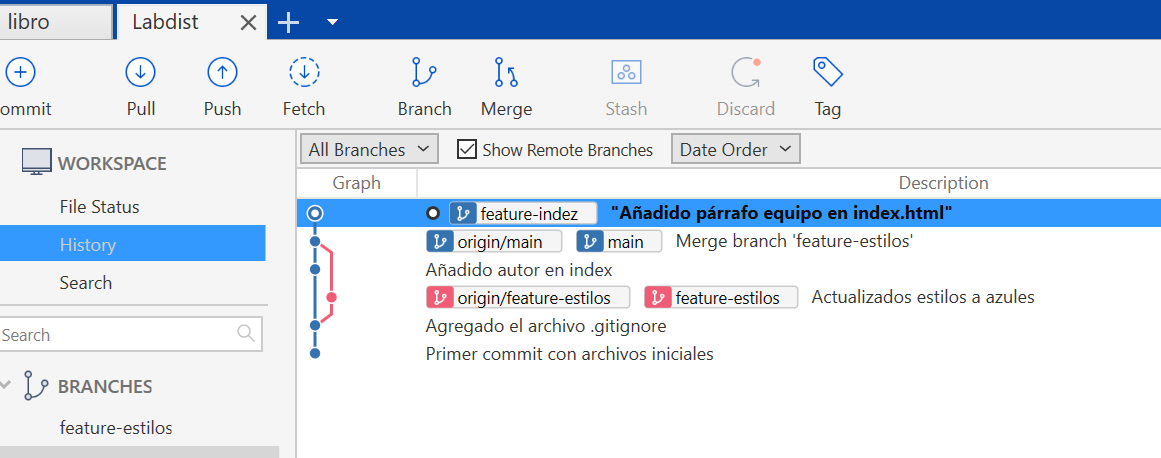 libro
Labdist
ommit
Pull
Push
Fetch
Branch
Merge
Stash
Discard
Tag
WORKSPACE
File Status
History
Search
Search
BRANCHES
feature-estilos
All Branches
Show Remote Branches
Date Order
Graph
Description
feature-indez "Añadido párrafo equipo en index.html"
origin/main main Merge branch 'feature-estilos'
Añadido autor en index
origin/feature-estilos feature-estilos Actualizados estilos a azules
Agregado el archivo .gitignore
Primer commit con archivos iniciales